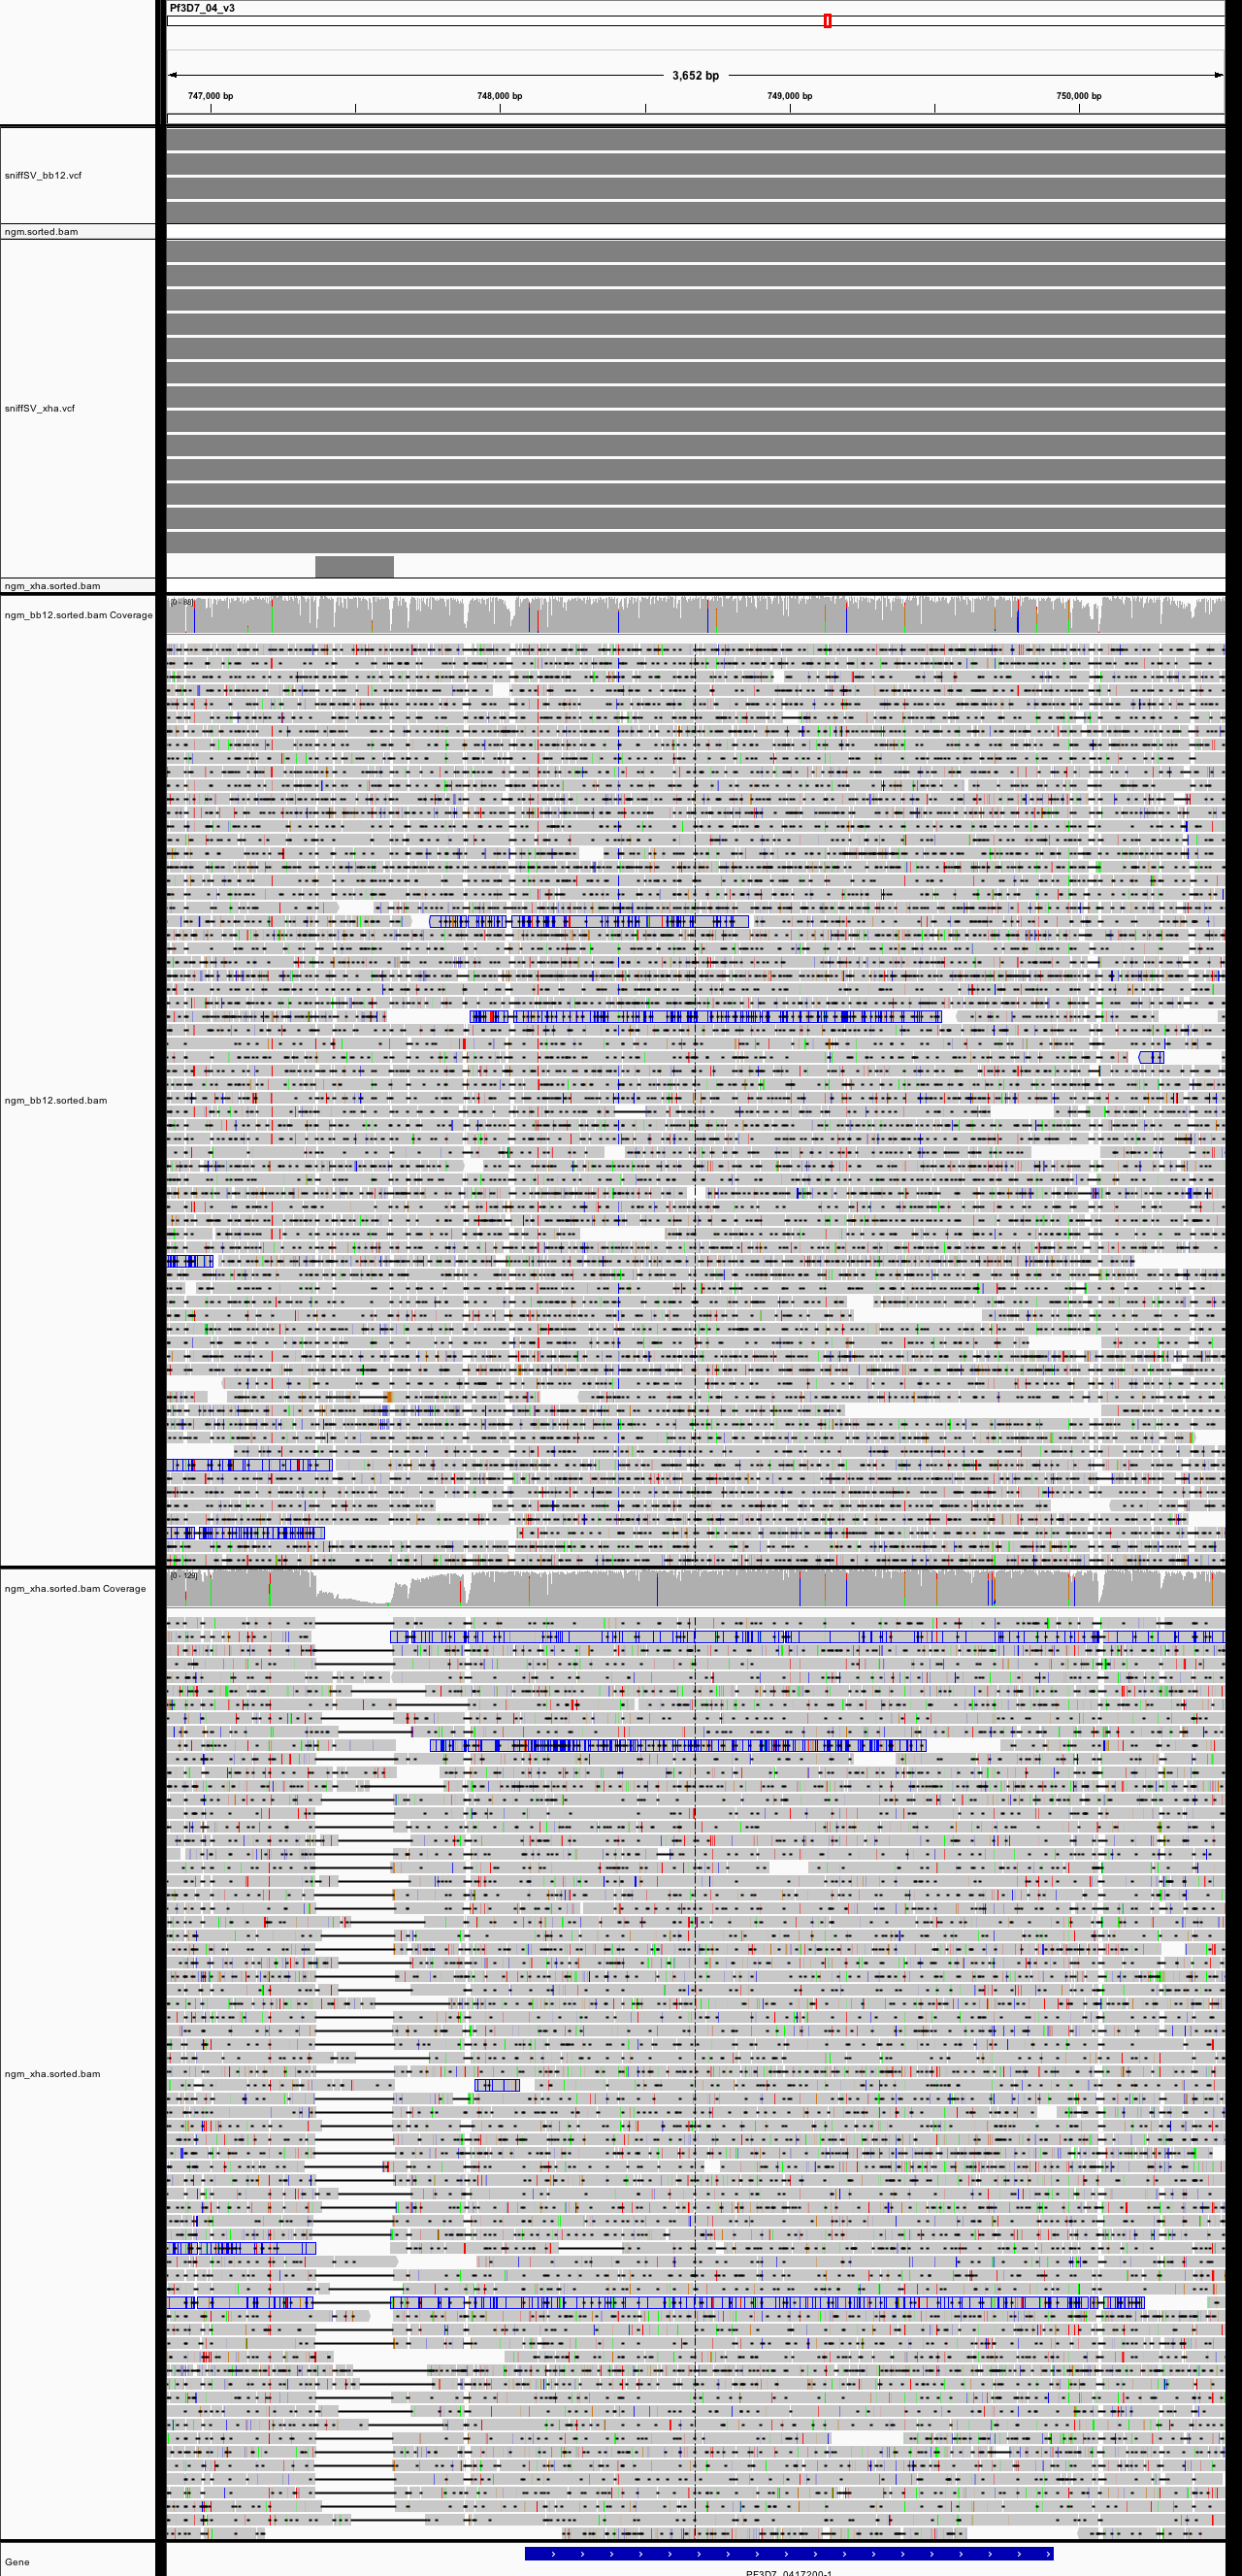 Pf3D7_04_v3
3,652 bp
747,000 bp 748,000 bp 749,000 bp 750,000 bp
sniffSV_bb12.vcf
ngm.sorted.bam
sniffSV_xha.vcf
ngm_xha.sorted.bam
ngm_bb12.sorted.bam Coverage
[0 - 88]
ngm_bb12.sorted.bam
ngm_xha.sorted.bam Coverage
[0 - 129]
ngm_xha.sorted.bam
Gene
PF3D7_0417200-1